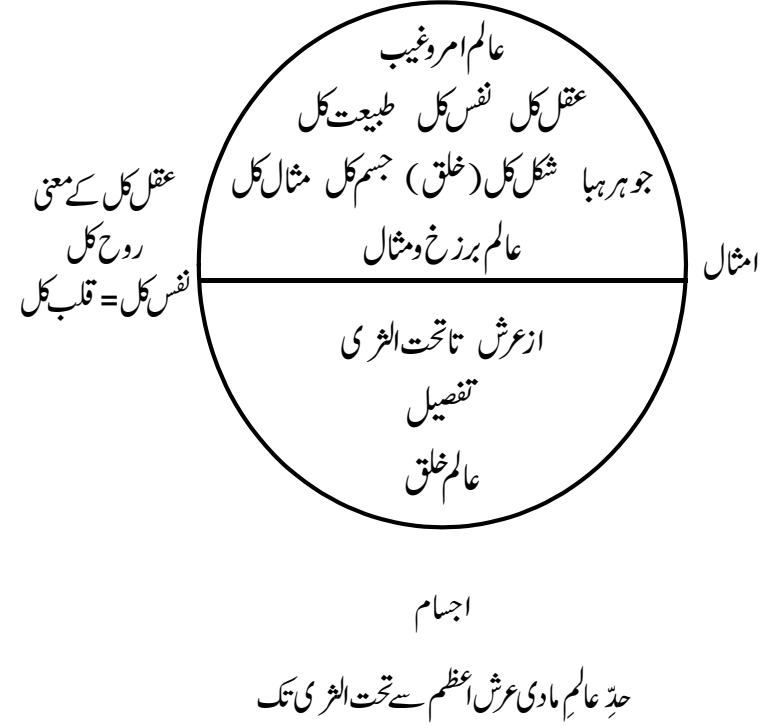 عالم امر و غیب
عقل کل نفس کل طبیعت کل
جوہر ہبا شکل کل (خلق) جسم کل مثال کل
عالم برزخ و مثال
امثال
عقل کل کے معنی
روح کل
نفس کل = قلب کل
از عرش تا تحت الثریٰ
تفصیل
عالم خلق
اجسام
حدِّ عالمِ مادی عرش اعظم سے تحت الثریٰ تک